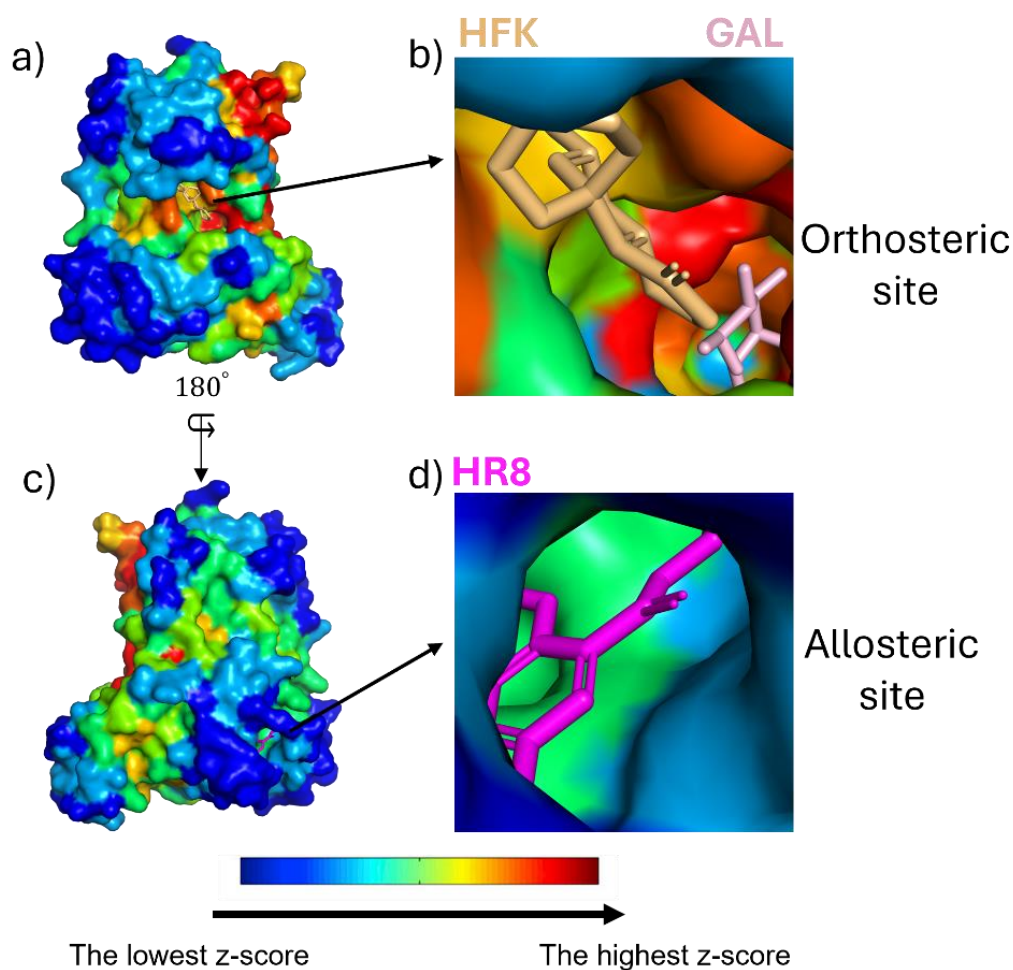 a)
b)
HFK
GAL
Orthosteric
site
180°
c)
d)
HR8
Allosteric
site
The lowest z-score
The highest z-score